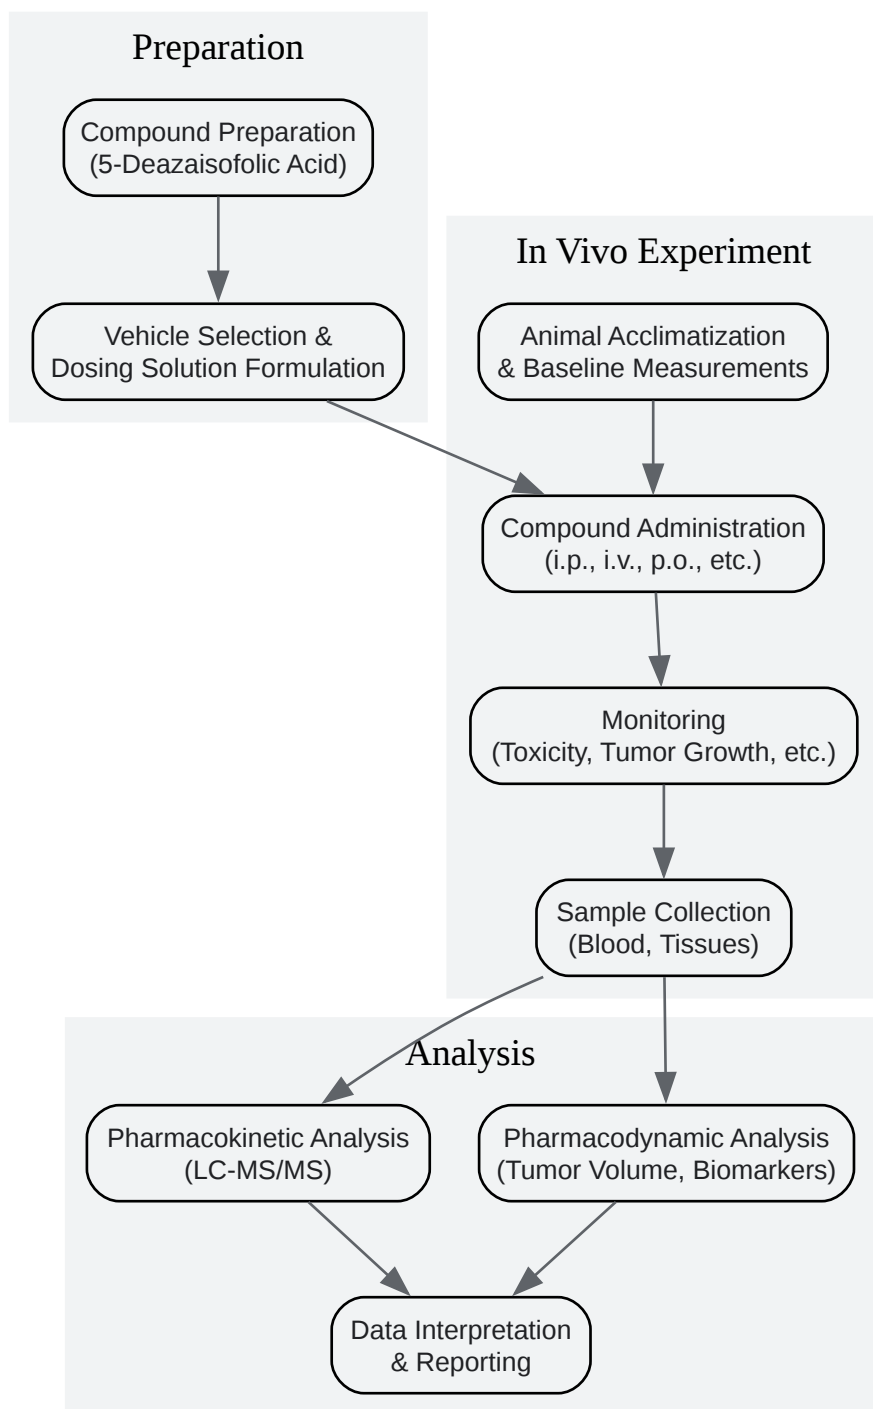 Preparation
Compound Preparation
(5-Deazaisofolic Acid)
Vehicle Selection &
Dosing Solution Formulation
In Vivo Experiment
Animal Acclimatization
& Baseline Measurements
Compound Administration
(i.p., i.v., p.o., etc.)
Monitoring
(Toxicity, Tumor Growth, etc.)
Sample Collection
(Blood, Tissues)
Analysis
Pharmacokinetic Analysis
(LC-MS/MS)
Pharmacodynamic Analysis
(Tumor Volume, Biomarkers)
Data Interpretation
& Reporting